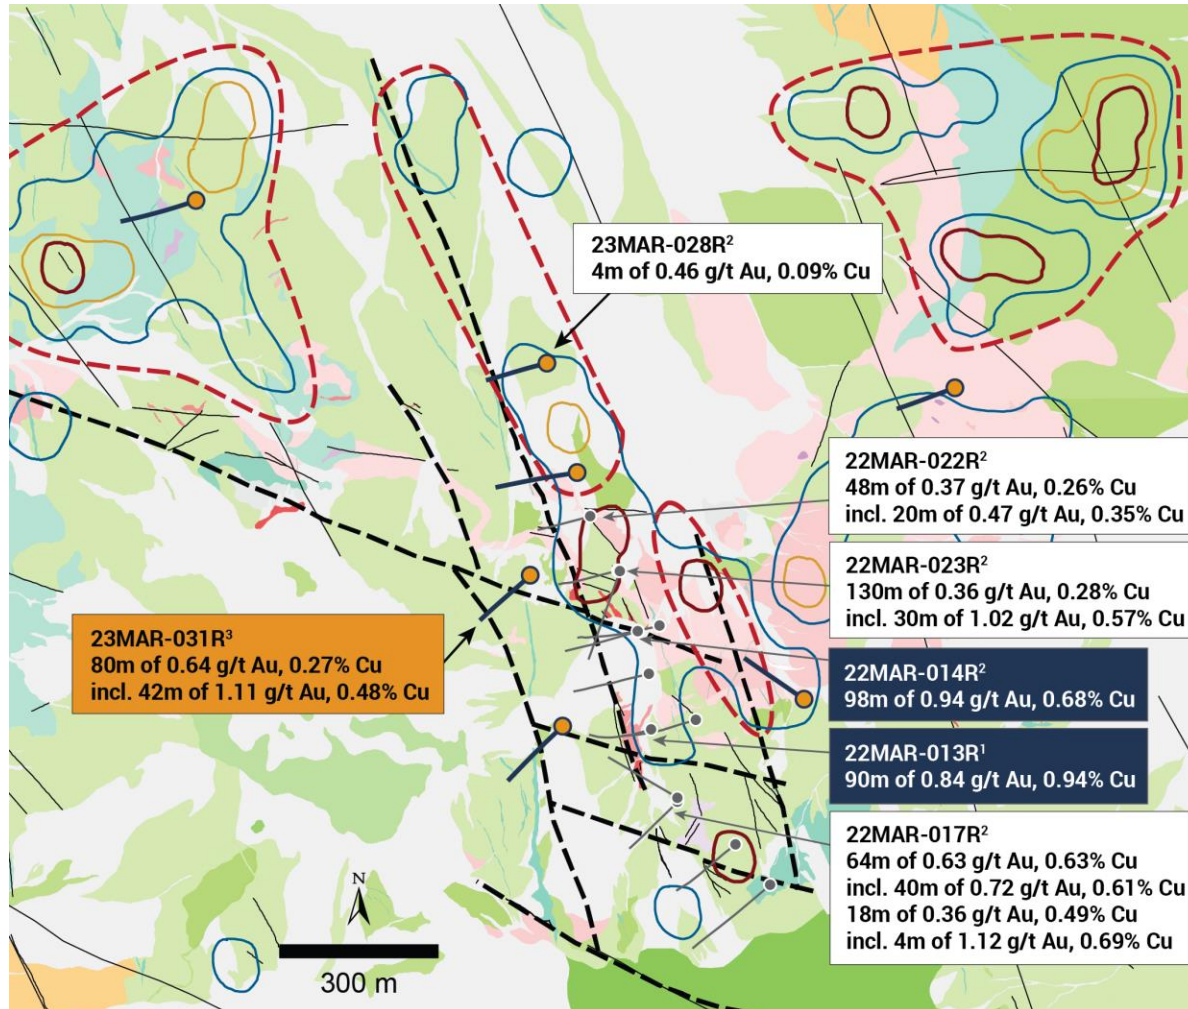 23MAR-028R²
4m of 0.46 g/t Au, 0.09% Cu
22MAR-022R²
48m of 0.37 g/t Au, 0.26% Cu
incl. 20m of 0.47 g/t Au, 0.35% Cu
22MAR-023R²
130m of 0.36 g/t Au, 0.28% Cu
incl. 30m of 1.02 g/t Au, 0.57% Cu
23MAR-031R³
80m of 0.64 g/t Au, 0.27% Cu
incl. 42m of 1.11 g/t Au, 0.48% Cu
22MAR-014R²
98m of 0.94 g/t Au, 0.68% Cu
22MAR-013R¹
90m of 0.84 g/t Au, 0.94% Cu
22MAR-017R²
64m of 0.63 g/t Au, 0.63% Cu
incl. 40m of 0.72 g/t Au, 0.61% Cu
18m of 0.36 g/t Au, 0.49% Cu
incl. 4m of 1.12 g/t Au, 0.69% Cu
N
300 m